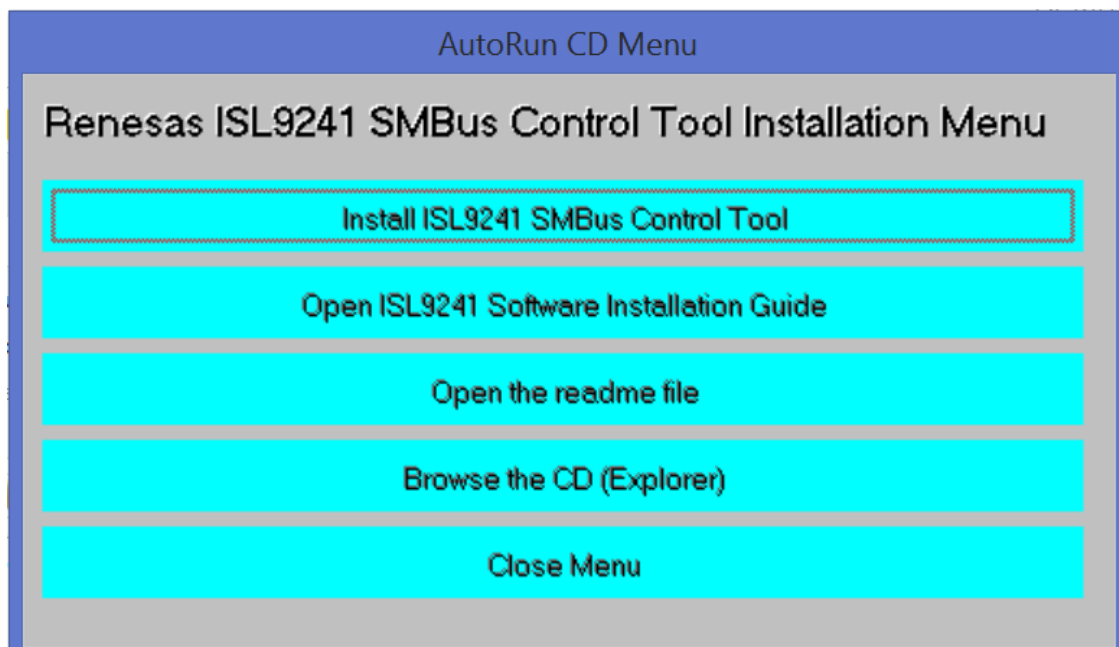 AutoRun CD Menu
Renesas ISL9241 SMBus Control Tool Installation Menu
Install ISL9241 SMBus Control Tool
Open ISL9241 Software Installation Guide
Open the readme file
Browse the CD (Explorer)
Close Menu